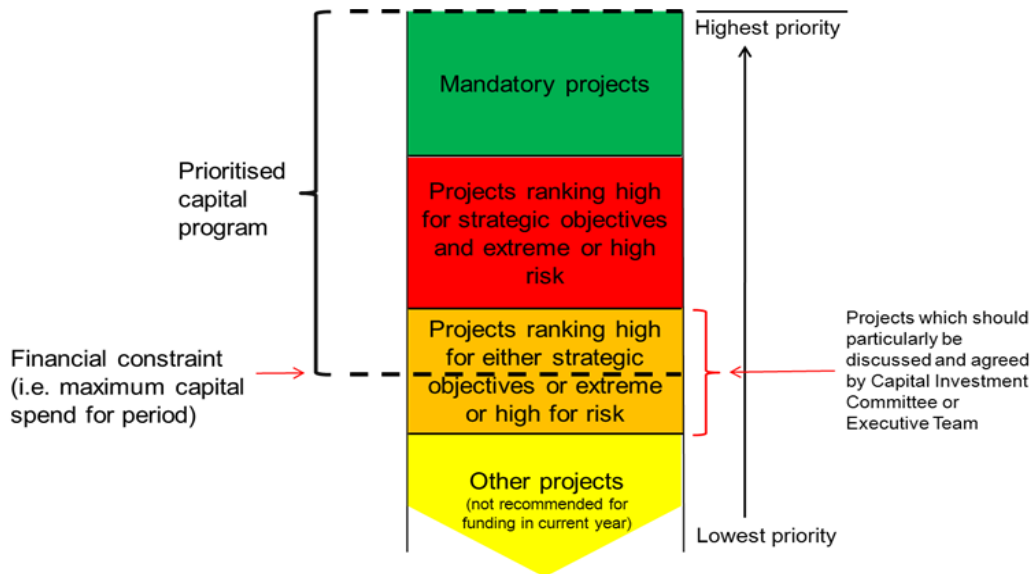 Highest priority
Mandatory projects
Prioritised
capital
program
Projects ranking high
for strategic objectives
and extreme or high
risk
Projects ranking high
for either strategic
objectives or extreme
or high for risk
Financial constraint
(i.e. maximum capital
spend for period)
Projects which should
particularly be
discussed and agreed
by Capital Investment
Committee or
Executive Team
Other projects
(not recommended for
funding in current year)
Lowest priority